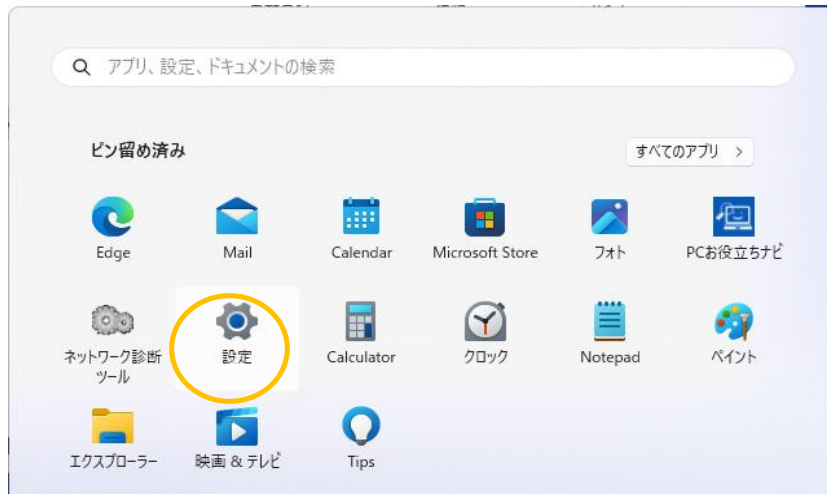 アプリ、設定、ドキュメントの検索
ピン留め済み
すべてのアプリ >
Edge
Mail
Calendar
Microsoft Store
フォト
PCお役立ちナビ
ネットワーク診断
ツール
設定
Calculator
クロック
Notepad
ペイント
エクスプローラー
映画 & テレビ
Tips